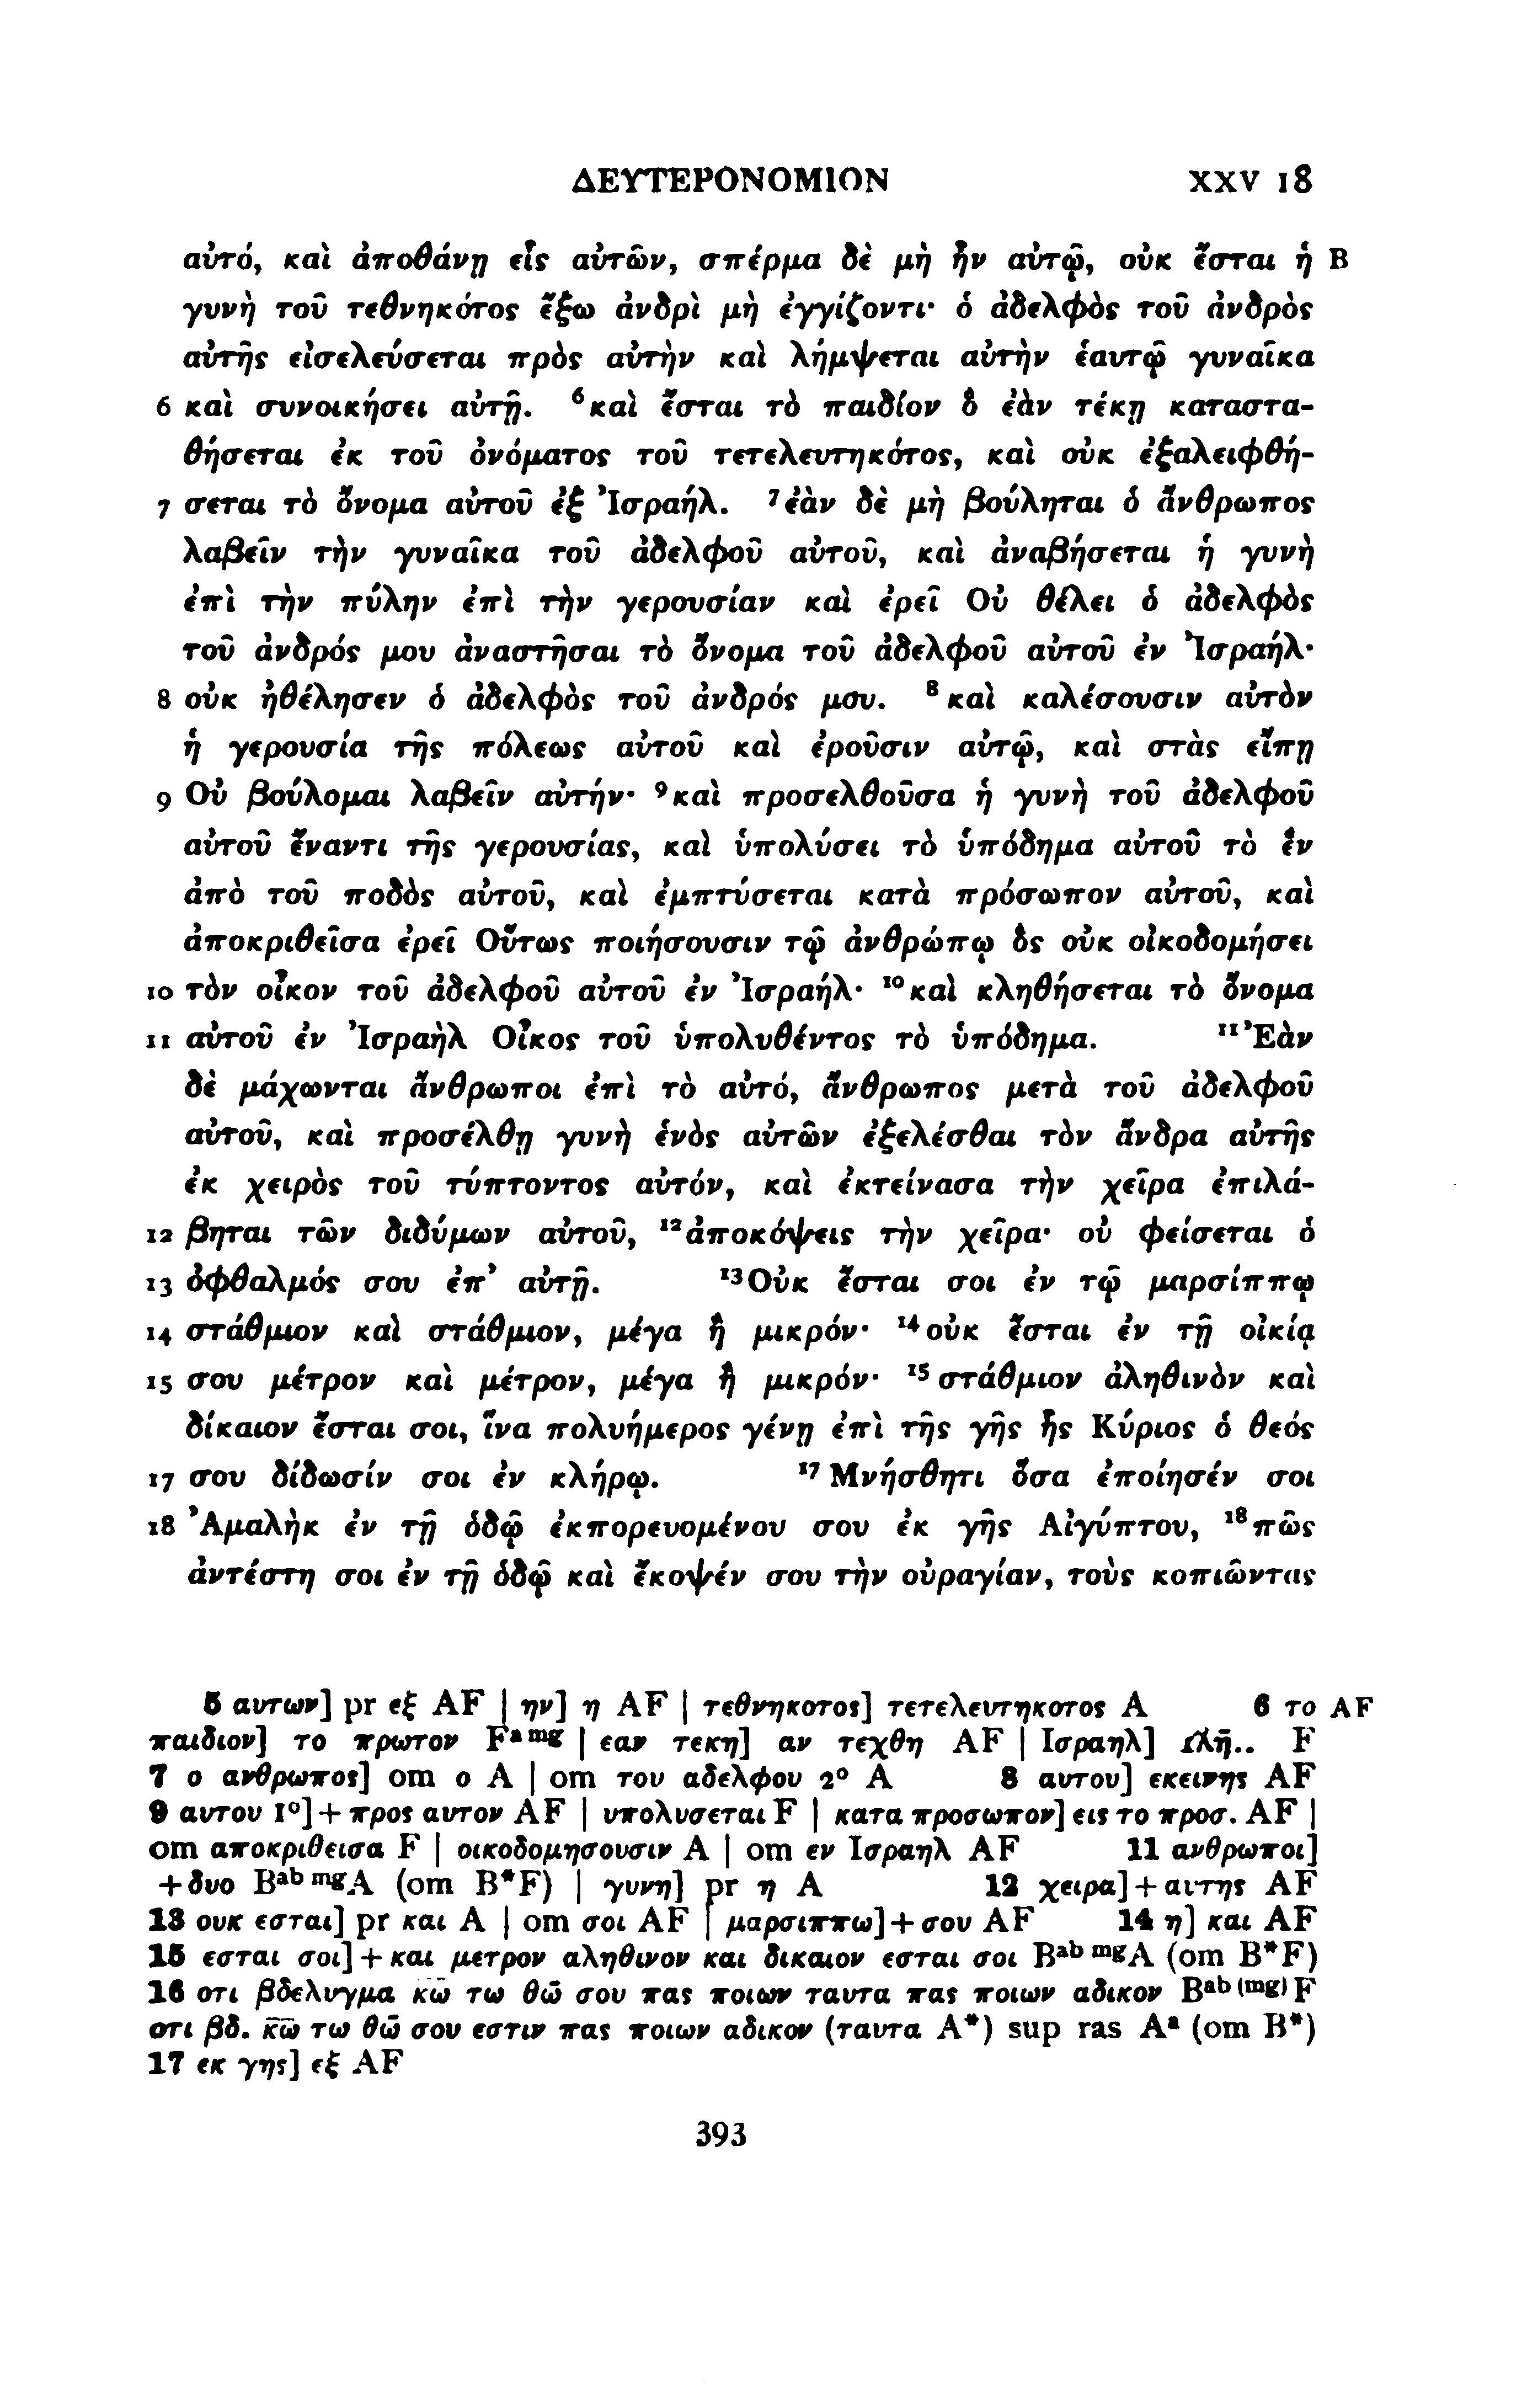 ΔΕΥΤΕΡΟΝΟΜΙΟΝ XXV 18
αὐτό, καὶ ἀποθάνῃ εἷς αὐτῶν, σπέρμα δὲ μὴ ἦν αὐτῷ, οὐκ ἔσται ἡ B
γυνὴ τοῦ τεθνηκότος ἔξω ἀνδρὶ μὴ ἐγγίζοντι· ὁ ἀδελφὸς τοῦ ἀνδρὸς
αὐτῆς εἰσελεύσεται πρὸς αὐτὴν καὶ λήμψεται αὐτὴν ἑαυτῷ γυναῖκα
6 καὶ συνοικήσει αὐτῇ. ⁶καὶ ἔσται τὸ παιδίον ὃ ἐὰν τέκῃ καταστα-
θήσεται ἐκ τοῦ ὀνόματος τοῦ τετελευτηκότος, καὶ οὐκ ἐξαλειφθή-
7 σεται τὸ ὄνομα αὐτοῦ ἐξ Ἰσραήλ. ⁷ἐὰν δὲ μὴ βούληται ὁ ἄνθρωπος
λαβεῖν τὴν γυναῖκα τοῦ ἀδελφοῦ αὐτοῦ, καὶ ἀναβήσεται ἡ γυνὴ
ἐπὶ τὴν πύλην ἐπὶ τὴν γερουσίαν καὶ ἐρεῖ Οὐ θέλει ὁ ἀδελφὸς
τοῦ ἀνδρός μου ἀναστῆσαι τὸ ὄνομα τοῦ ἀδελφοῦ αὐτοῦ ἐν Ἰσραήλ·
8 οὐκ ἠθέλησεν ὁ ἀδελφὸς τοῦ ἀνδρός μου. ⁸καὶ καλέσουσιν αὐτὸν
ἡ γερουσία τῆς πόλεως αὐτοῦ καὶ ἐροῦσιν αὐτῷ, καὶ στὰς εἴπῃ
9 Οὐ βούλομαι λαβεῖν αὐτήν· ⁹καὶ προσελθοῦσα ἡ γυνὴ τοῦ ἀδελφοῦ
αὐτοῦ ἔναντι τῆς γερουσίας, καὶ ὑπολύσει τὸ ὑπόδημα αὐτοῦ τὸ ἓν
ἀπὸ τοῦ ποδὸς αὐτοῦ, καὶ ἐμπτύσεται κατὰ πρόσωπον αὐτοῦ, καὶ
ἀποκριθεῖσα ἐρεῖ Οὕτως ποιήσουσιν τῷ ἀνθρώπῳ ὃς οὐκ οἰκοδομήσει
10 τὸν οἶκον τοῦ ἀδελφοῦ αὐτοῦ ἐν Ἰσραήλ· ¹⁰καὶ κληθήσεται τὸ ὄνομα
11 αὐτοῦ ἐν Ἰσραὴλ Οἶκος τοῦ ὑπολυθέντος τὸ ὑπόδημα. ¹¹Ἐὰν
δὲ μάχωνται ἄνθρωποι ἐπὶ τὸ αὐτό, ἄνθρωπος μετὰ τοῦ ἀδελφοῦ
αὐτοῦ, καὶ προσέλθῃ γυνὴ ἑνὸς αὐτῶν ἐξελέσθαι τὸν ἄνδρα αὐτῆς
ἐκ χειρὸς τοῦ τύπτοντος αὐτόν, καὶ ἐκτείνασα τὴν χεῖρα ἐπιλά-
12 βηται τῶν διδύμων αὐτοῦ, ¹²ἀποκόψεις τὴν χεῖρα· οὐ φείσεται ὁ
13 ὀφθαλμός σου ἐπ’ αὐτῇ. ¹³Οὐκ ἔσται σοι ἐν τῷ μαρσίππῳ
14 στάθμιον καὶ στάθμιον, μέγα ἢ μικρόν· ¹⁴οὐκ ἔσται ἐν τῇ οἰκίᾳ
15 σου μέτρον καὶ μέτρον, μέγα ἢ μικρόν· ¹⁵στάθμιον ἀληθινὸν καὶ
δίκαιον ἔσται σοι, ἵνα πολυήμερος γένῃ ἐπὶ τῆς γῆς ἧς Κύριος ὁ θεός
17 σου δίδωσίν σοι ἐν κλήρῳ. ¹⁷Μνήσθητι ὅσα ἐποίησέν σοι
18 Ἀμαλὴκ ἐν τῇ ὁδῷ ἐκπορευομένου σου ἐκ γῆς Αἰγύπτου, ¹⁸πῶς
ἀντέστη σοι ἐν τῇ ὁδῷ καὶ ἔκοψέν σου τὴν οὐραγίαν, τοὺς κοπιῶντας
5 αυτων] pr εξ AF | ην] η AF | τεθνηκοτος] τετελευτηκοτος A 6 το AF
παιδιον] το πρωτον Fᵃᵐᵍ | εαν τεκη] αν τεχθη AF | Ισραηλ] F
7 ο ανθρωπος] om ο A | om του αδελφου 2º A 8 αυτου] εκεινης AF
9 αυτου 1º]+προς αυτον AF | υπολυσεται F | κατα προσωπον] εις το προσ. AF |
om αποκριθεισα F | οικοδομησουσιν A | om εν Ισραηλ AF 11 ανθρωποι]
+δυο Bᵃᵇ ᵐᵍA (om B*F) | γυνη] pr η A 12 χειρα]+αυτης AF
13 ουκ εσται] pr και A | om σοι AF | μαρσιππω]+σου AF 14 η] και AF
15 εσται σοι]+και μετρον αληθινον και δικαιον εσται σοι Bᵃᵇ ᵐᵍA (om B*F)
16 οτι βδελυγμα κ̅ω̅ τω θ̅ω̅ σου πας ποιων ταυτα πας ποιων αδικον Bᵃᵇ⁽ᵐᵍ⁾F
οτι βδ. κ̅ω̅ τω θ̅ω̅ σου εστιν πας ποιων αδικον (ταυτα A*) sup ras Aᵃ (om B*)
17 εκ γης] εξ AF
393